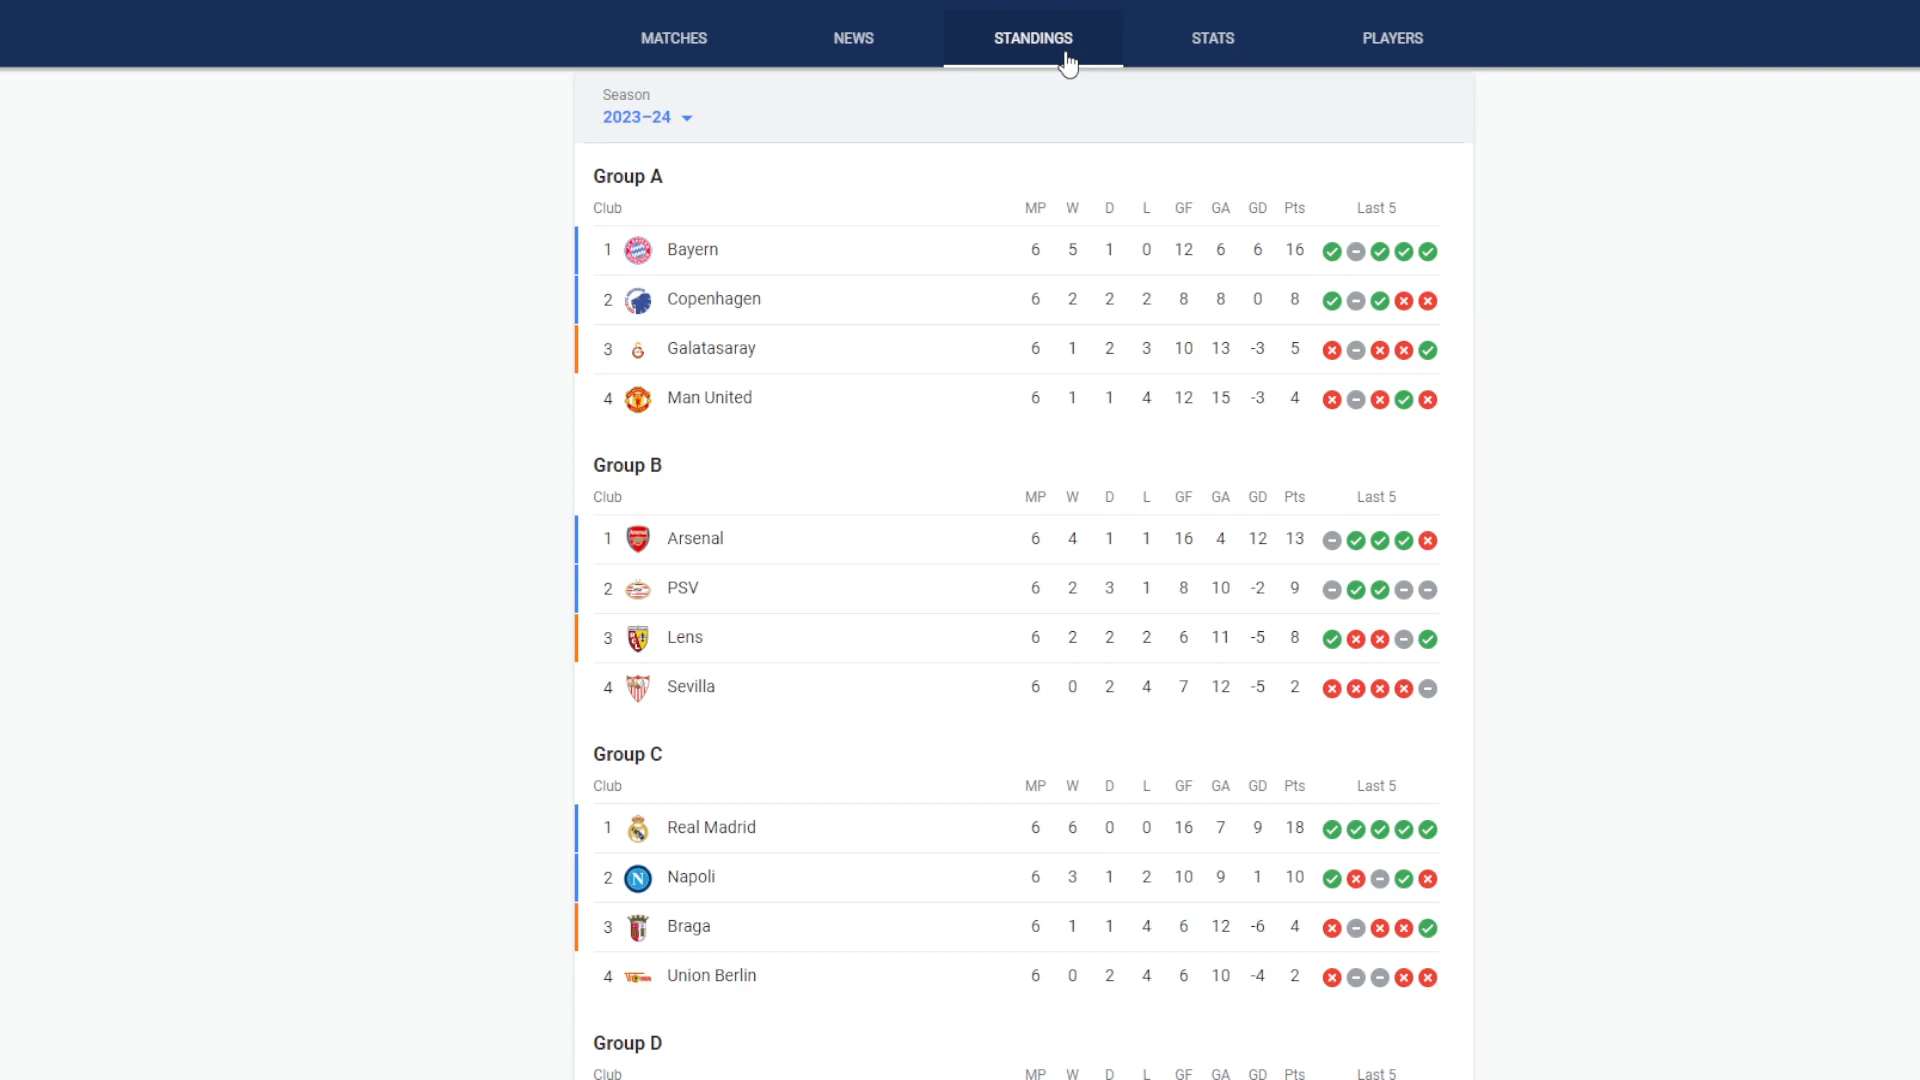 MATCHES NEWS STANDINGS STATS PLAYERS
Season
2023–24
Group A
Club MP W D L GF GA GD Pts Last 5
1 Bayern 6 5 1 0 12 6 6 16
2 Copenhagen 6 2 2 2 8 8 0 8
3 Galatasaray 6 1 2 3 10 13 -3 5
4 Man United 6 1 1 4 12 15 -3 4
Group B
Club MP W D L GF GA GD Pts Last 5
1 Arsenal 6 4 1 1 16 4 12 13
2 PSV 6 2 3 1 8 10 -2 9
3 Lens 6 2 2 2 6 11 -5 8
4 Sevilla 6 0 2 4 7 12 -5 2
Group C
Club MP W D L GF GA GD Pts Last 5
1 Real Madrid 6 6 0 0 16 7 9 18
2 Napoli 6 3 1 2 10 9 1 10
3 Braga 6 1 1 4 6 12 -6 4
4 Union Berlin 6 0 2 4 6 10 -4 2
Group D
Club MP W D L GF GA GD Pts Last 5